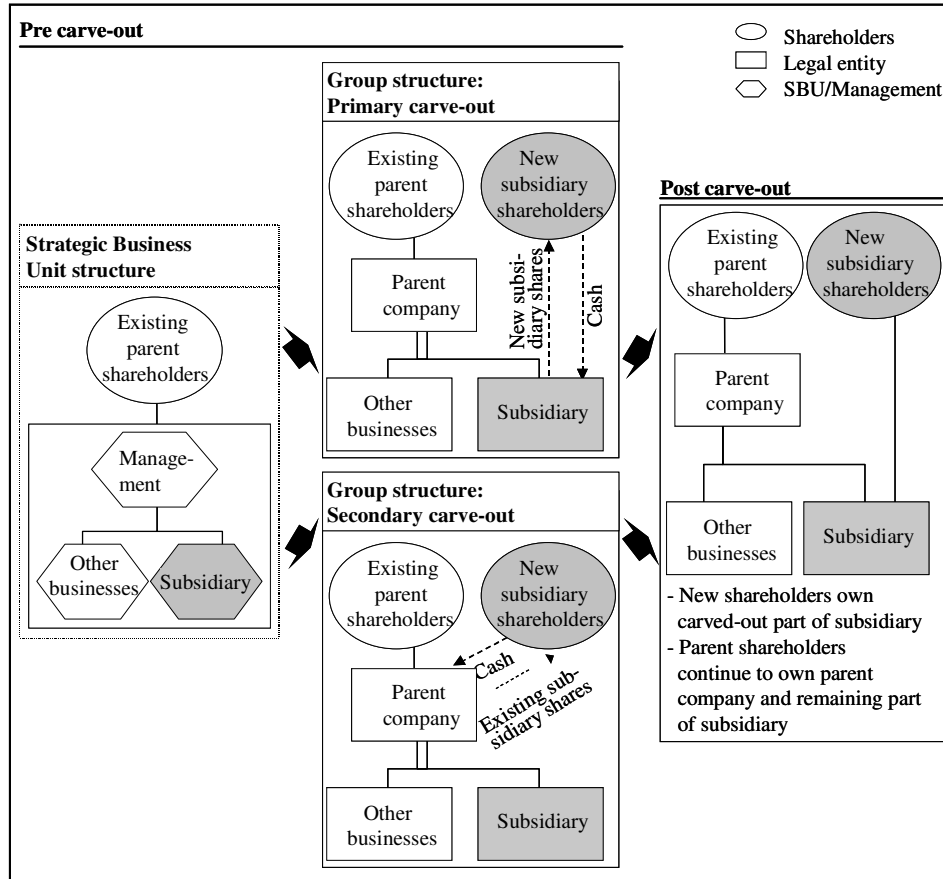 Pre carve-out
Shareholders
Legal entity
SBU/Management
Strategic Business
Unit structure
Existing
parent
shareholders
Manage-
ment
Other
businesses
Subsidiary
Group structure:
Primary carve-out
Existing
parent
shareholders
New
subsidiary
shareholders
Parent
company
New subsi-
diary shares
Cash
Other
businesses
Subsidiary
Group structure:
Secondary carve-out
Existing
parent
shareholders
New
subsidiary
shareholders
Cash
Existing sub-
sidiary shares
Parent
company
Other
businesses
Subsidiary
Post carve-out
Existing
parent
shareholders
New
subsidiary
shareholders
Parent
company
Other
businesses
Subsidiary
- New shareholders own
carved-out part of subsidiary
- Parent shareholders
continue to own parent
company and remaining part
of subsidiary